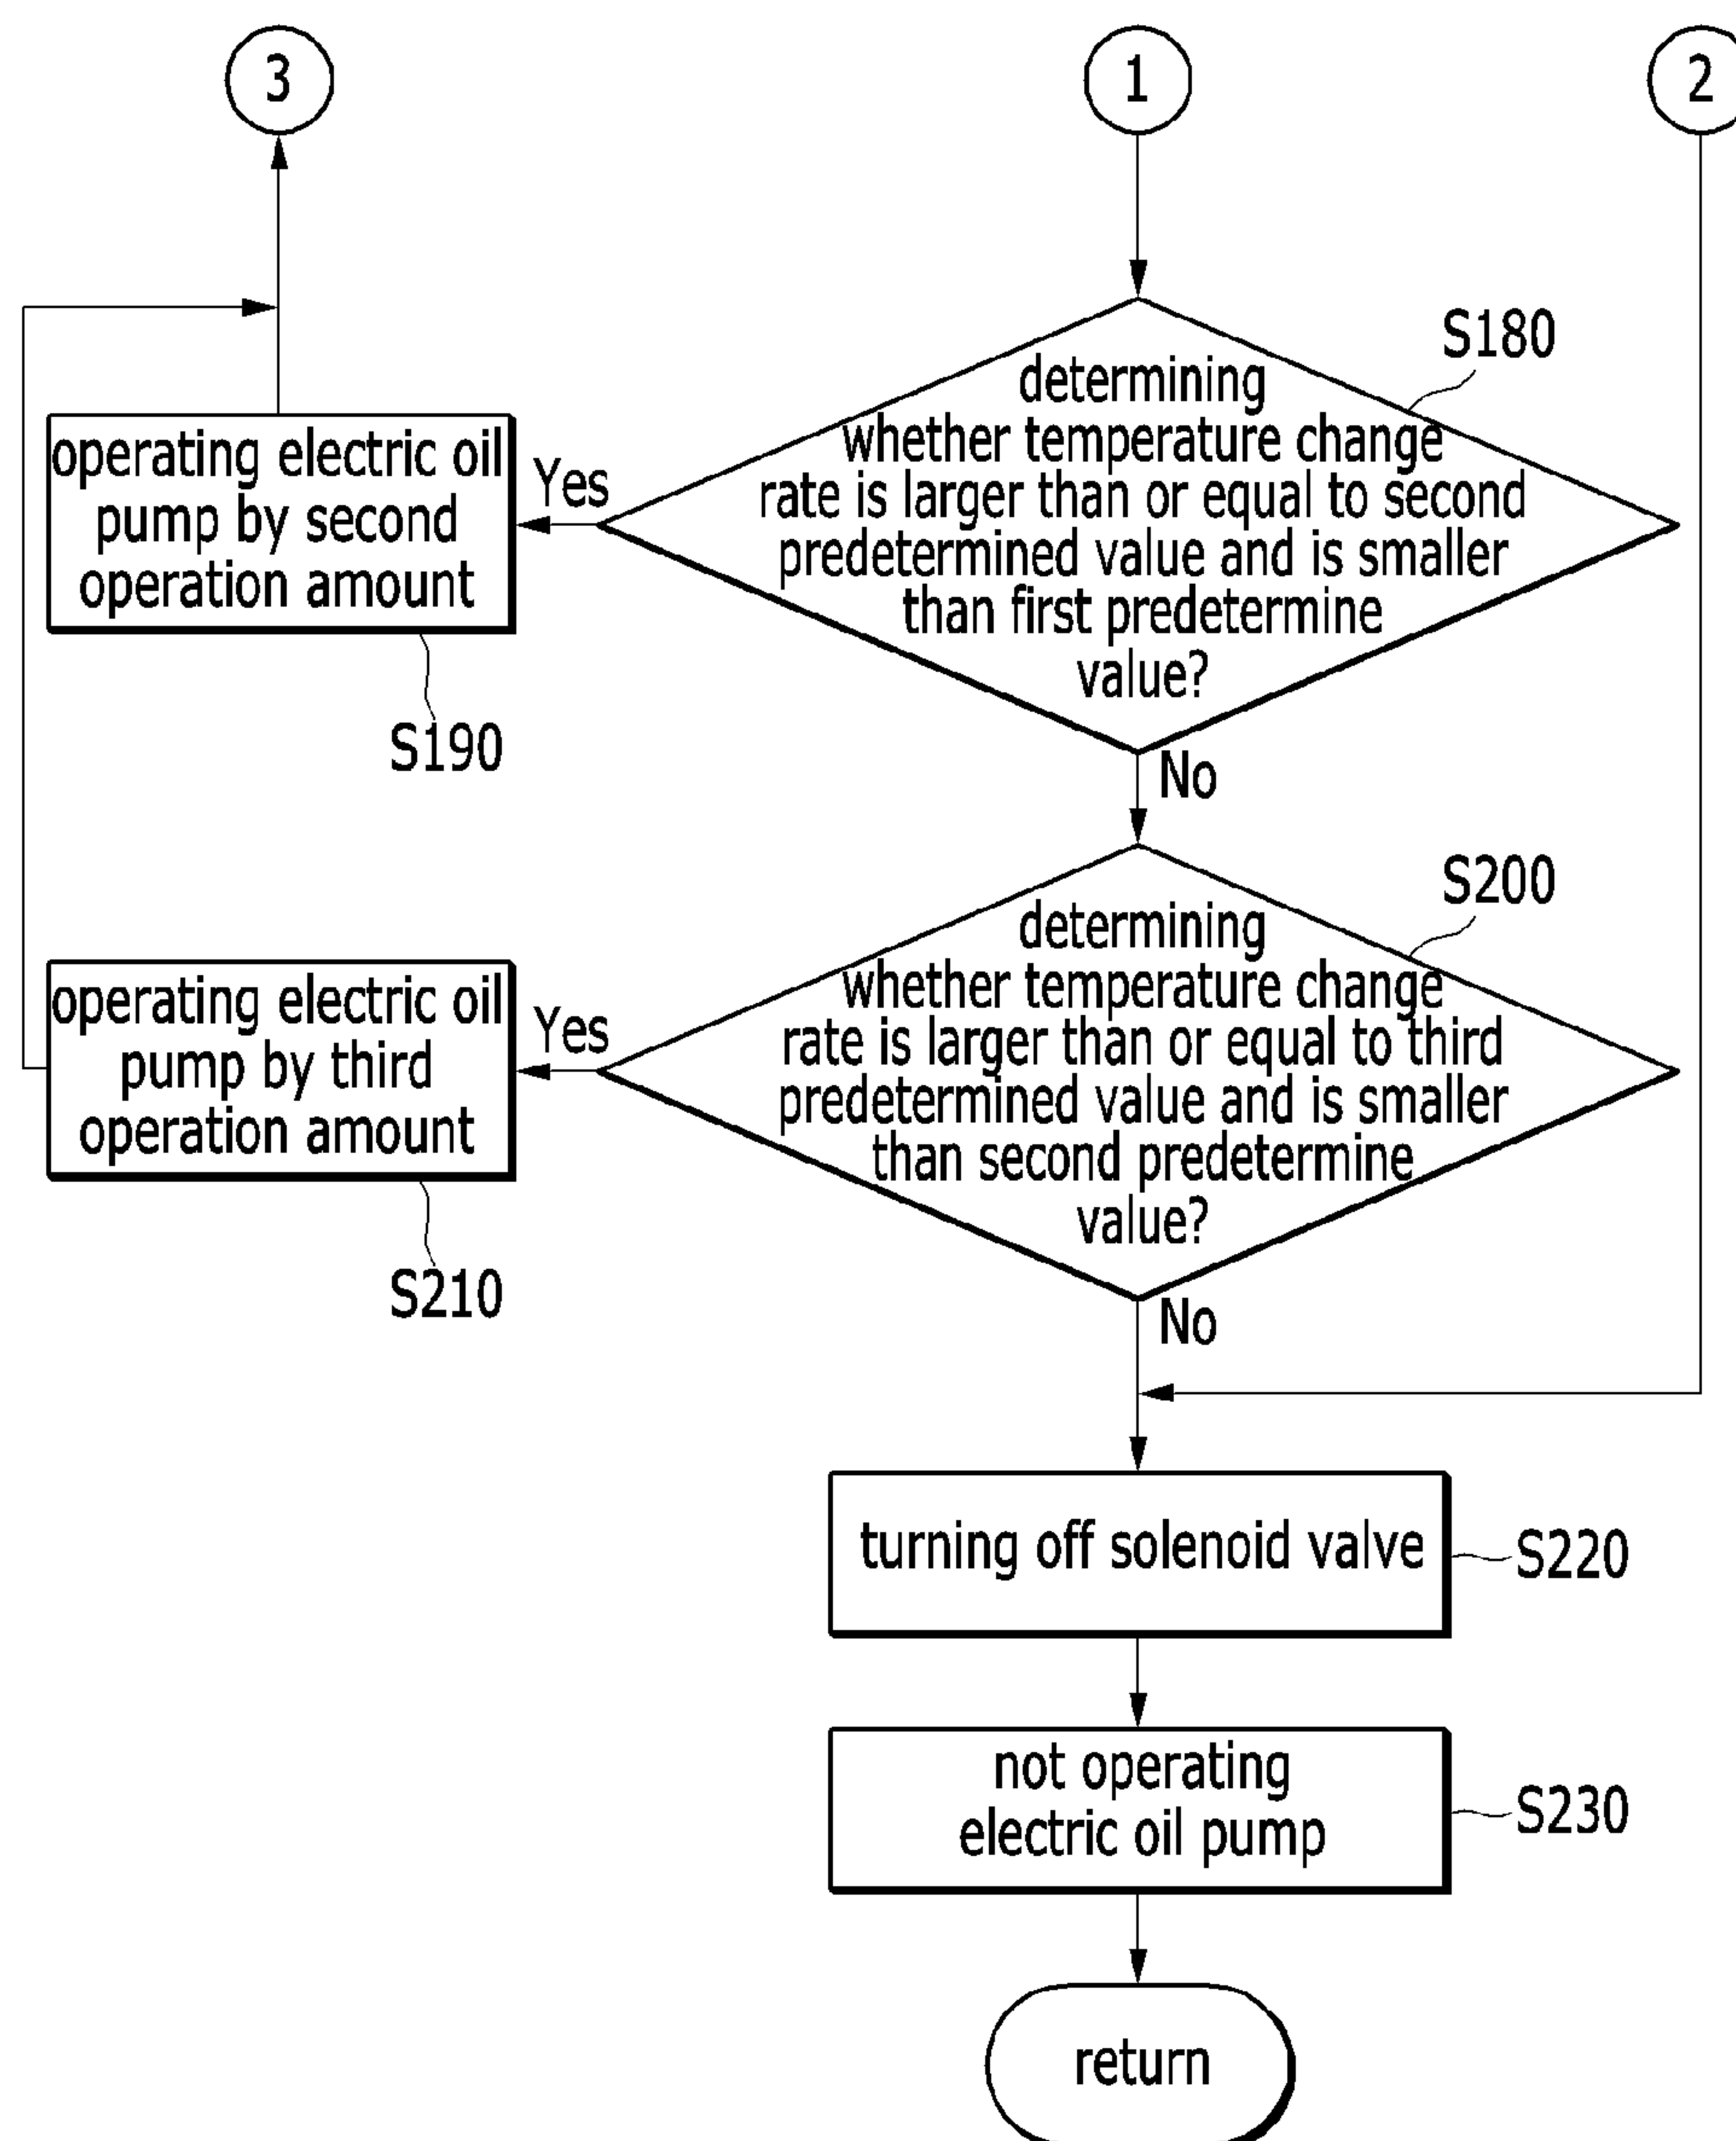 3
1
2
S180
determining
whether temperature change
rate is larger than or equal to second
predetermined value and is smaller
than first predetermine
value?
Yes
operating electric oil
pump by second
operation amount
S190
No
S200
determining
whether temperature change
rate is larger than or equal to third
predetermined value and is smaller
than second predetermine
value?
Yes
operating electric oil
pump by third
operation amount
S210
No
turning off solenoid valve
S220
not operating
electric oil pump
S230
return